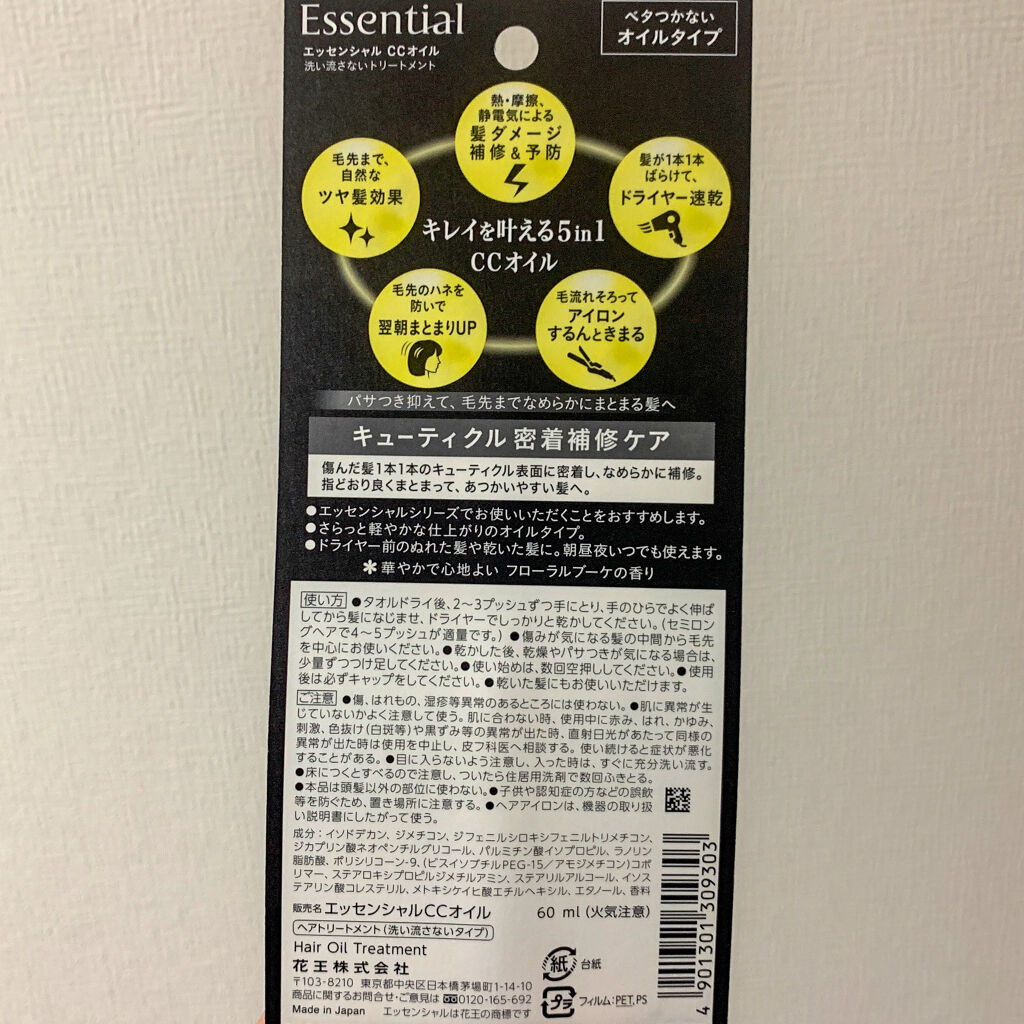 Essential
エッセンシャル CCオイル
洗い流さないトリートメント
ベタつかない
オイルタイプ
熱・摩擦、
静電気による
髪ダメージ
補修&予防
毛先まで、
自然な
ツヤ髪効果
髪が1本1本
ばらけて、
ドライヤー速乾
キレイを叶える5in1
CCオイル
毛先のハネを
防いで
翌朝まとまりUP
毛流れそろって
アイロン
するんときまる
パサつき抑えて、毛先までなめらかにまとまる髪へ
キューティクル 密着補修ケア
傷んだ髪1本1本のキューティクル表面に密着し、なめらかに補修。
指どおり良くまとまって、あつかいやすい髪へ。
●エッセンシャルシリーズでお使いいただくことをおすすめします。
●さらっと軽やかな仕上がりのオイルタイプ。
●ドライヤー前のぬれた髪や乾いた髪に。朝昼夜いつでも使えます。
＊華やかで心地よい フローラルブーケの香り
使い方 ●タオルドライ後、2〜3プッシュずつ手にとり、手のひらでよく伸ば
してから髪になじませ、ドライヤーでしっかりと乾かしてください。(セミロン
グヘアで4〜5プッシュが適量です。) ●傷みが気になる髪の中間から毛先
を中心にお使いください。●乾かした後、乾燥やパサつきが気になる場合は、
少量ずつつけ足してください。●使い始めは、数回空押ししてください。●使用
後は必ずキャップをしてください。●乾いた髪にもお使いいただけます。
ご注意 ●傷、はれもの、湿疹等異常のあるところには使わない。●肌に異常が生
じていないかよく注意して使う。肌に合わない時、使用中に赤み、はれ、かゆみ、
刺激、色抜け(白斑等)や黒ずみ等の異常が出た時、直射日光があたって同様の
異常が出た時は使用を中止し、皮フ科医へ相談する。使い続けると症状が悪化
することがある。●目に入らないよう注意し、入った時は、すぐに充分洗い流す。
●床につくとすべるので注意し、ついたら住居用洗剤で数回ふきとる。
●本品は頭髪以外の部位に使わない。●子供や認知症の方などの誤飲
等を防ぐため、置き場所に注意する。●ヘアアイロンは、機器の取り扱
い説明書にしたがって使う。
成分：イソドデカン、ジメチコン、ジフェニルシロキシフェニルトリメチコン、
ジカプリン酸ネオペンチルグリコール、パルミチン酸イソプロピル、ラノリン
脂肪酸、ポリシリコーン-9、(ビスイソブチルPEG-15／アモジメチコン)コポ
リマー、ステアロキシプロピルジメチルアミン、ステアリルアルコール、イソス
テアリン酸コレステリル、メトキシケイヒ酸エチルヘキシル、エタノール、香料
販売名 エッセンシャルCCオイル 60 ml (火気注意)
ヘアトリートメント(洗い流さないタイプ)
Hair Oil Treatment
花王株式会社
〒103-8210 東京都中央区日本橋茅場町1-14-10
商品に関するお問合せ・ご意見は 0120-165-692
Made in Japan エッセンシャルは花王の商標です
紙 台紙
プラ フィルム:PET,PS
4 901301 309303